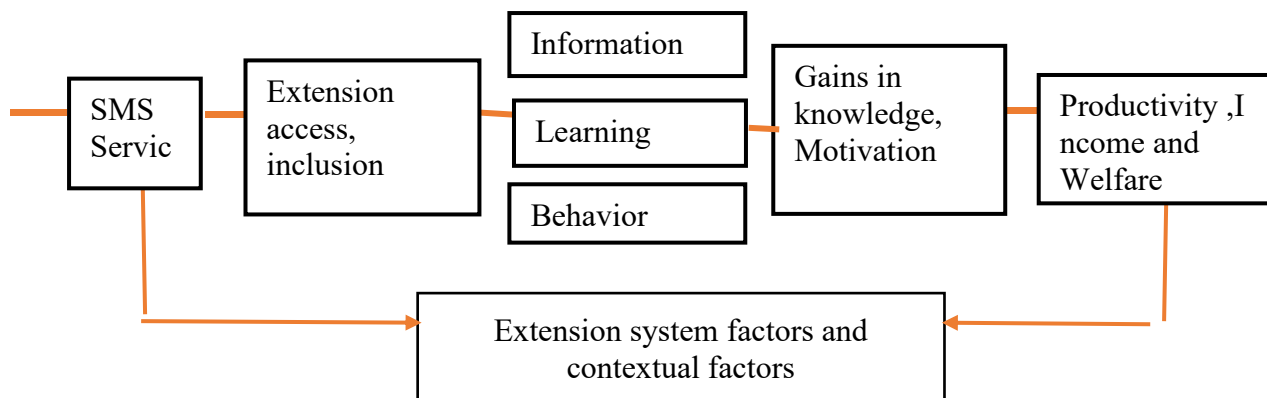 SMS
Servic
Extension
access,
inclusion
Information
Learning
Behavior
Gains in
knowledge,
Motivation
Productivity ,I
ncome and
Welfare
Extension system factors and
contextual factors